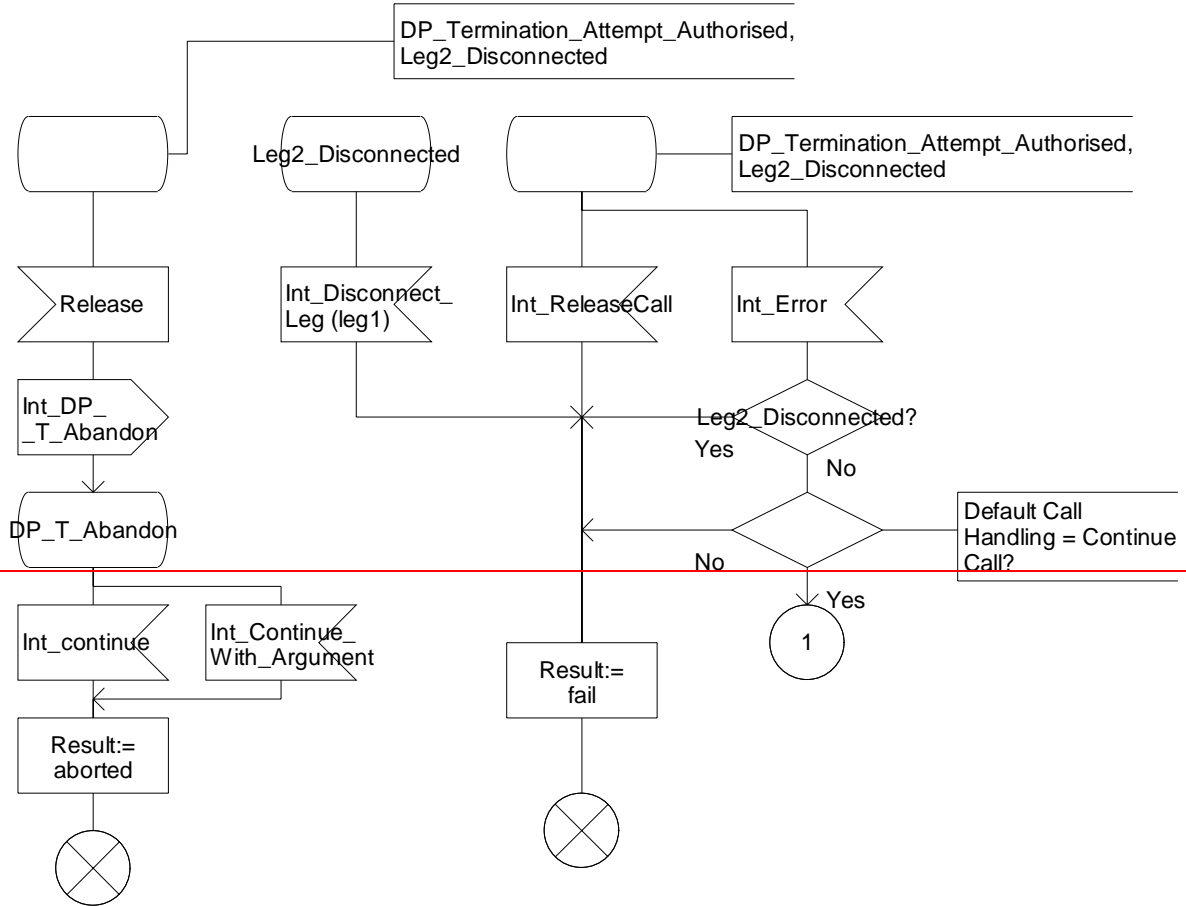 DP_Termination_Attempt_Authorised,
Leg2_Disconnected
Leg2_Disconnected
DP_Termination_Attempt_Authorised,
Leg2_Disconnected
Release
Int_Disconnect_
Leg (leg1)
Int_ReleaseCall
Int_Error
Int_DP_
_T_Abandon
Leg2_Disconnected?
Yes
No
DP_T_Abandon
Default Call
Handling = Continue
Call?
No
Yes
Int_continue
Int_Continue_
With_Argument
1
Result:=
fail
Result:=
aborted